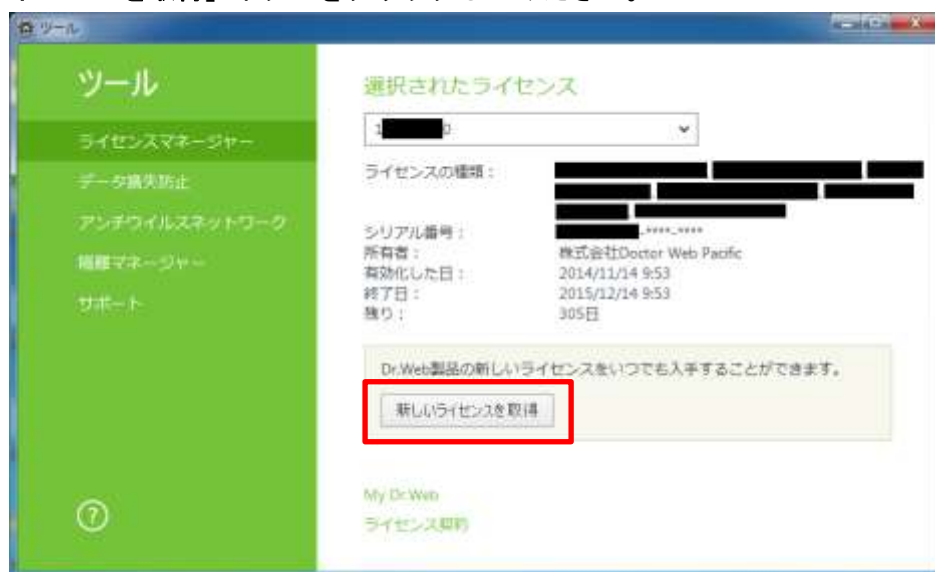 ツール
ツール
ライセンスマネージャー
データ損失防止
アンチウイルスネットワーク
隔離マネージャー
サポート
選択されたライセンス
1 0
ライセンスの種類：
シリアル番号： -****-****
所有者： 株式会社Doctor Web Pacific
有効化した日： 2014/11/14 9:53
終了日： 2015/12/14 9:53
残り： 305日
Dr.Web製品の新しいライセンスをいつでも入手することができます。
新しいライセンスを取得
My Dr.Web
ライセンス契約
?